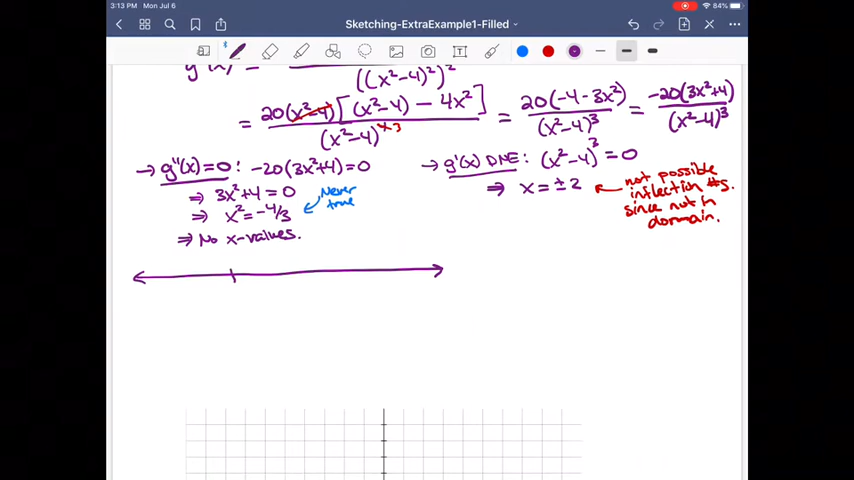 3:13 PM Mon Jul 6
84%
Sketching-ExtraExample1-Filled
((x²-4)²)²
= 20(x²-4)[(x²-4) - 4x²] / (x²-4)⁴ 3 = 20(-4-3x²) / (x²-4)³ = -20(3x²+4) / (x²-4)³
→ g''(x)=0: -20(3x²+4)=0
⇒ 3x²+4=0
⇒ x²=-4/3
⇒ No x-values.
Never
true
→ g'(x) DNE: (x²-4)³=0
⇒ x=±2
not possible
inflection #s.
since not in
domain.